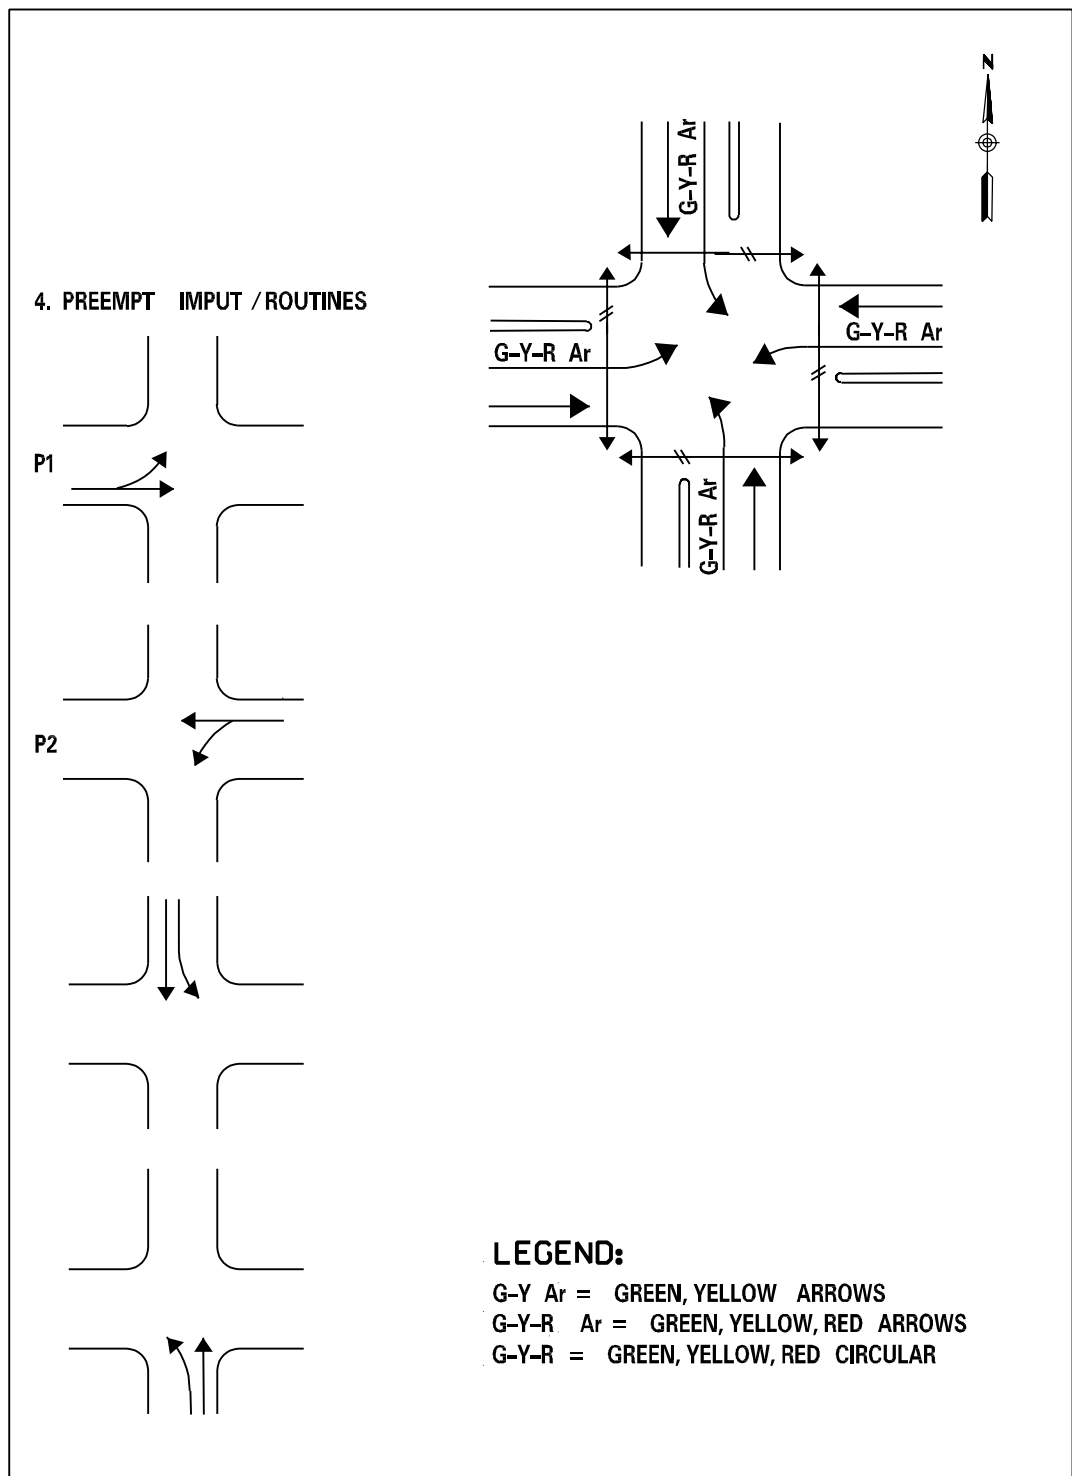 N
G-Y-R Ar
4. PREEMPT IMPUT / ROUTINES
G-Y-R Ar
G-Y-R Ar
P1
G-Y-R Ar
P2
LEGEND:
G-Y Ar = GREEN, YELLOW ARROWS
G-Y-R Ar = GREEN, YELLOW, RED ARROWS
G-Y-R = GREEN, YELLOW, RED CIRCULAR